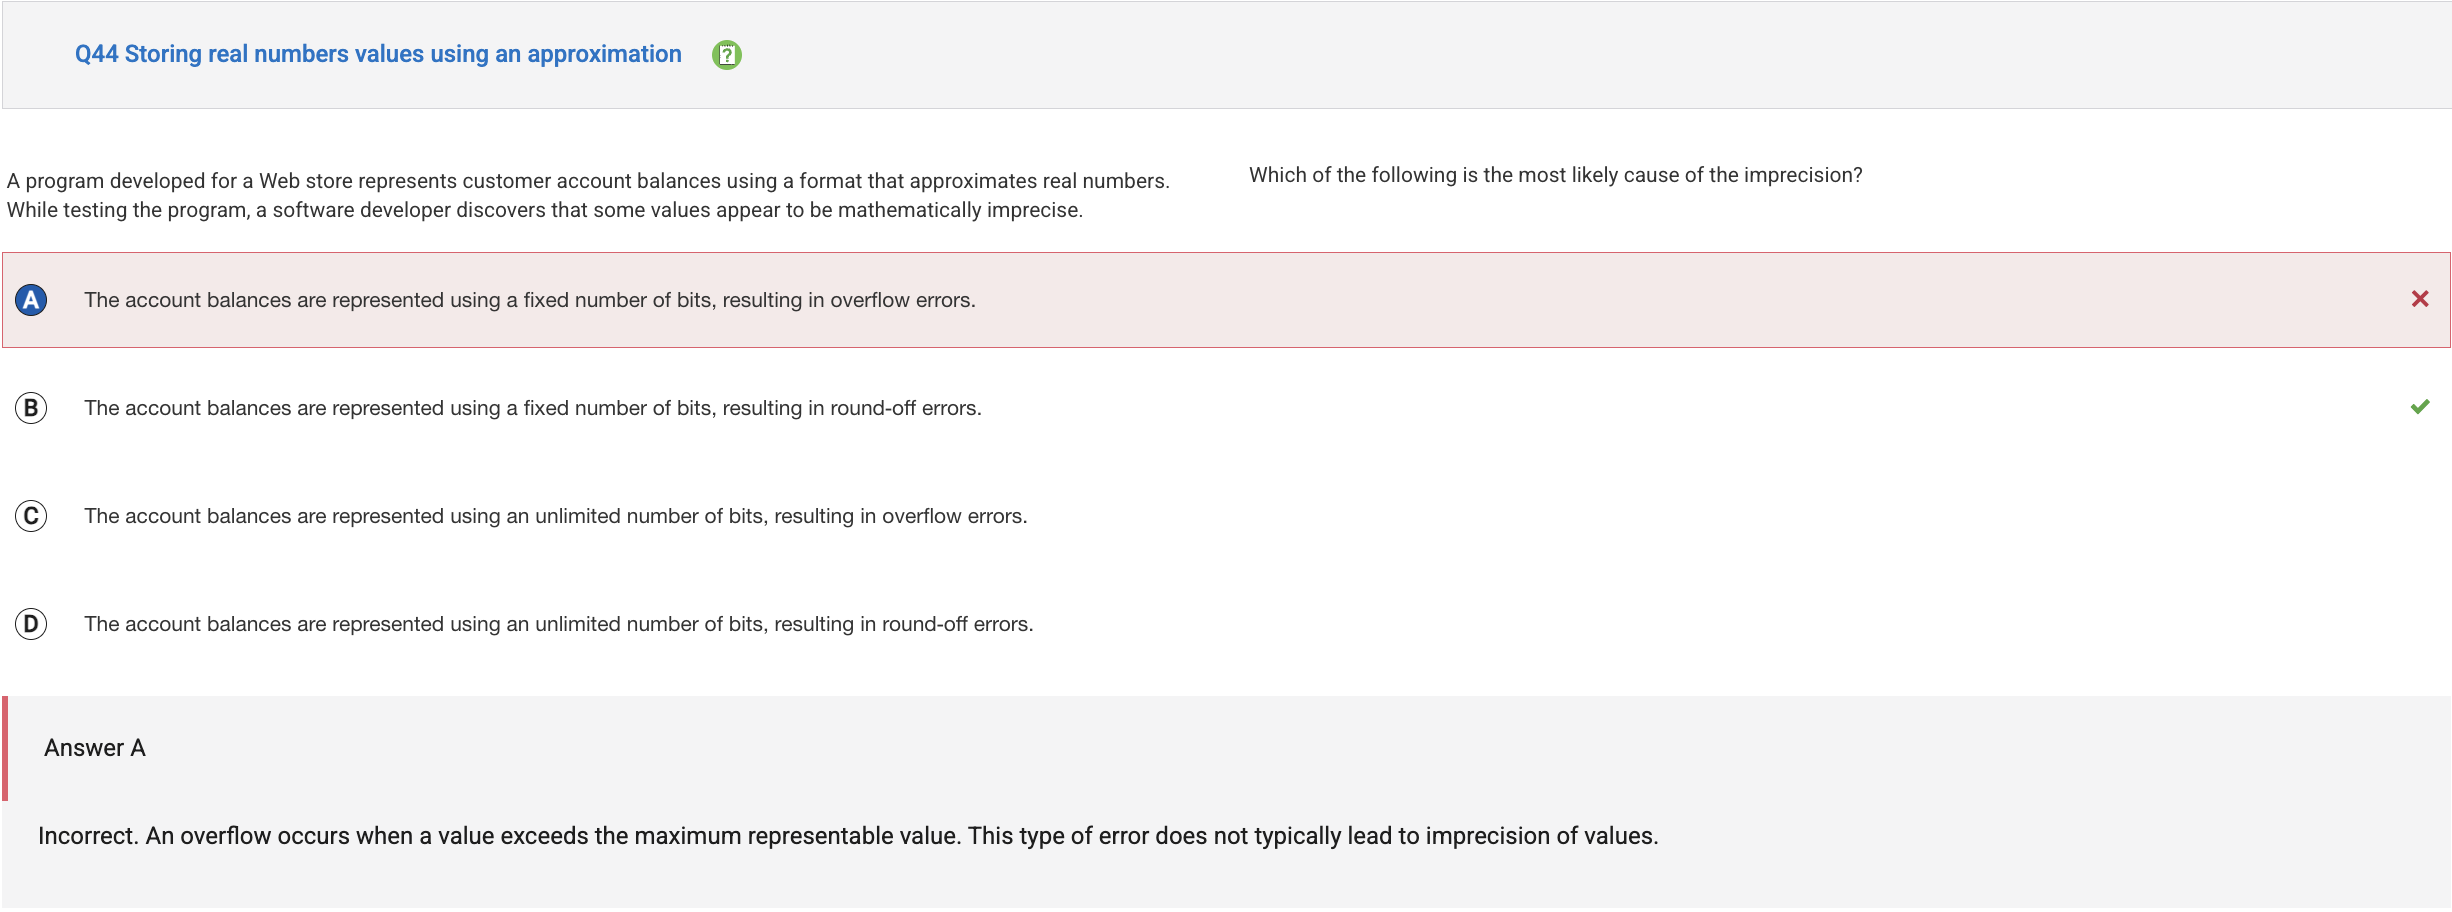 Q44 Storing real numbers values using an approximation
A program developed for a Web store represents customer account balances using a format that approximates real numbers.
While testing the program, a software developer discovers that some values appear to be mathematically imprecise.
Which of the following is the most likely cause of the imprecision?
A The account balances are represented using a fixed number of bits, resulting in overflow errors.
B The account balances are represented using a fixed number of bits, resulting in round-off errors.
C The account balances are represented using an unlimited number of bits, resulting in overflow errors.
D The account balances are represented using an unlimited number of bits, resulting in round-off errors.
Answer A
Incorrect. An overflow occurs when a value exceeds the maximum representable value. This type of error does not typically lead to imprecision of values.